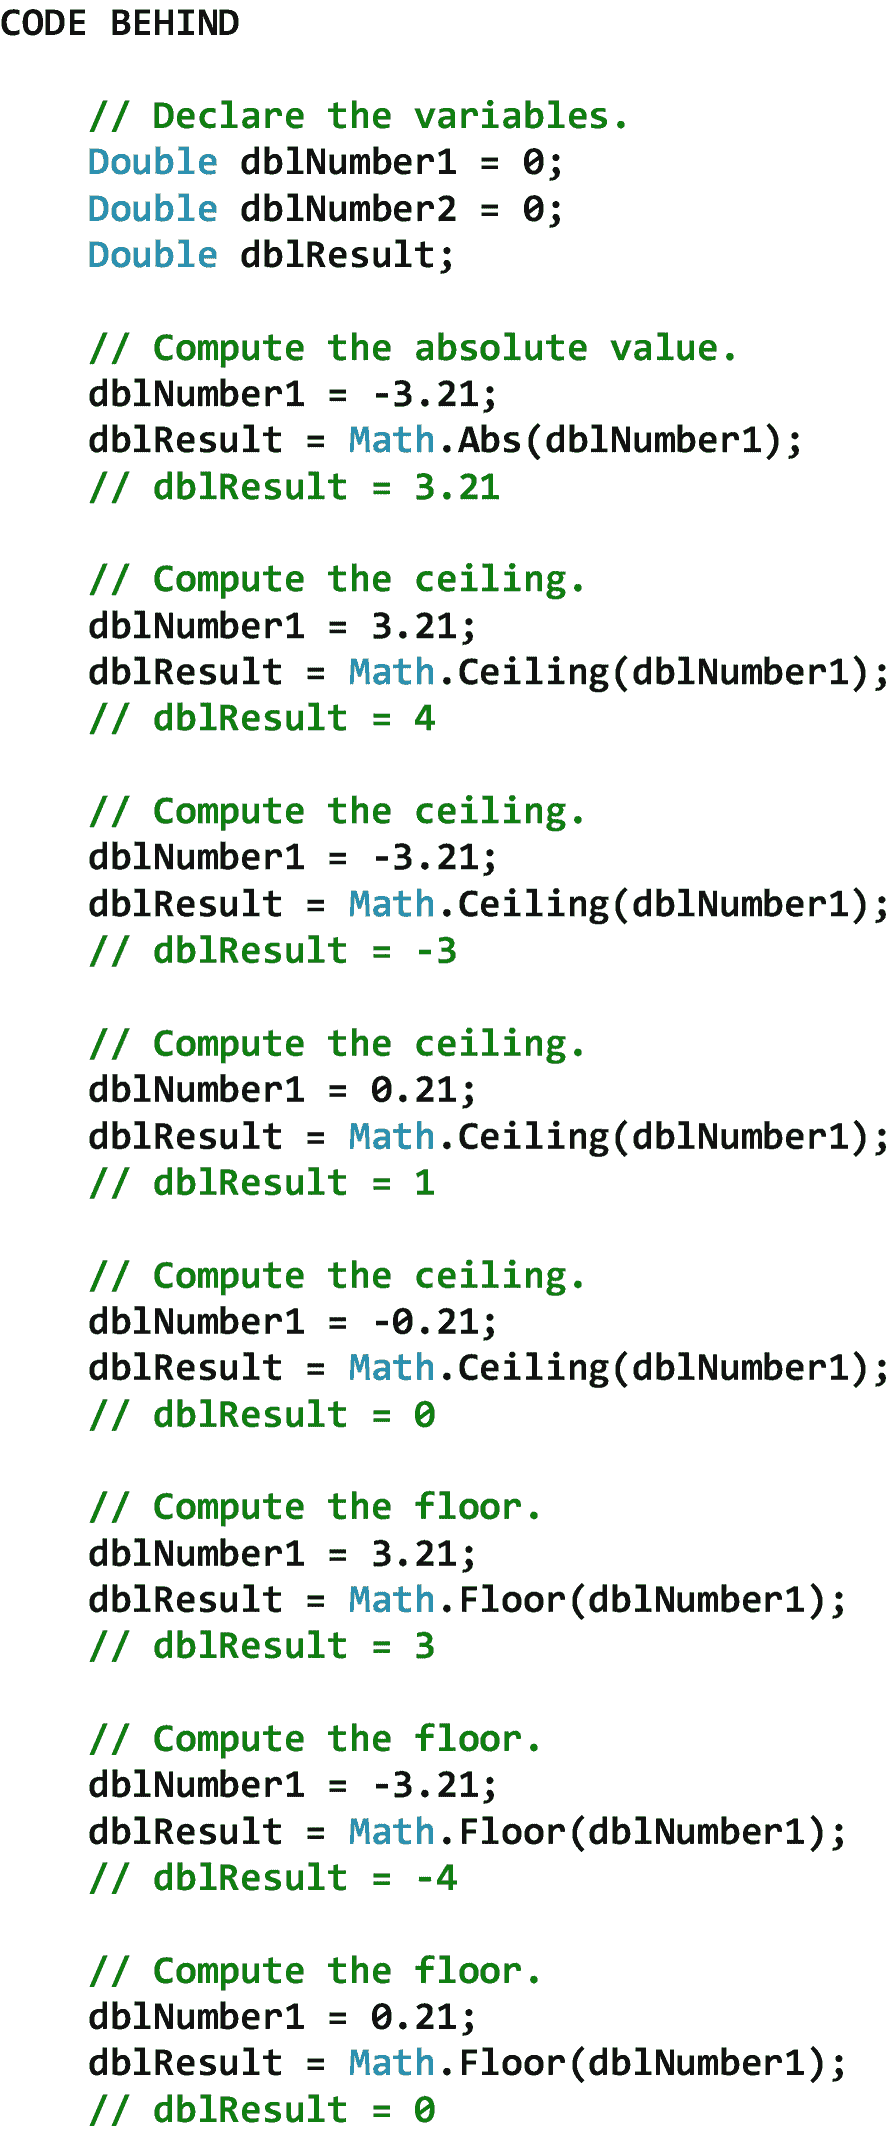 CODE BEHIND
// Declare the variables.
Double dblNumber1 = 0;
Double dblNumber2 = 0;
Double dblResult;
// Compute the absolute value.
dblNumber1 = -3.21;
dblResult = Math.Abs(dblNumber1);
// dblResult = 3.21
// Compute the ceiling.
dblNumber1 = 3.21;
dblResult = Math.Ceiling(dblNumber1);
// dblResult = 4
// Compute the ceiling.
dblNumber1 = -3.21;
dblResult = Math.Ceiling(dblNumber1);
// dblResult = -3
// Compute the ceiling.
dblNumber1 = 0.21;
dblResult = Math.Ceiling(dblNumber1);
// dblResult = 1
// Compute the ceiling.
dblNumber1 = -0.21;
dblResult = Math.Ceiling(dblNumber1);
// dblResult = 0
// Compute the floor.
dblNumber1 = 3.21;
dblResult = Math.Floor(dblNumber1);
// dblResult = 3
// Compute the floor.
dblNumber1 = -3.21;
dblResult = Math.Floor(dblNumber1);
// dblResult = -4
// Compute the floor.
dblNumber1 = 0.21;
dblResult = Math.Floor(dblNumber1);
// dblResult = 0